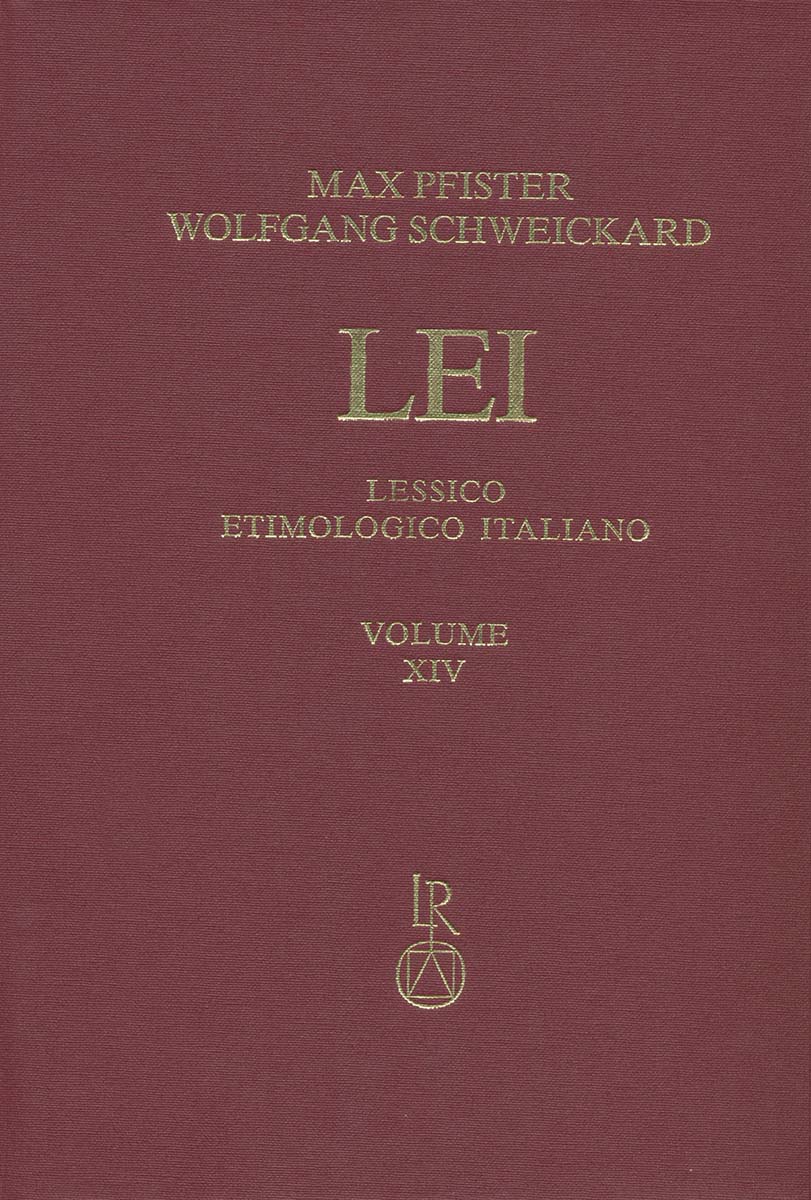 MAX PFISTER
WOLFGANG SCHWEICKARD
LEI
LESSICO
ETIMOLOGICO ITALIANO
VOLUME
XIV
LR